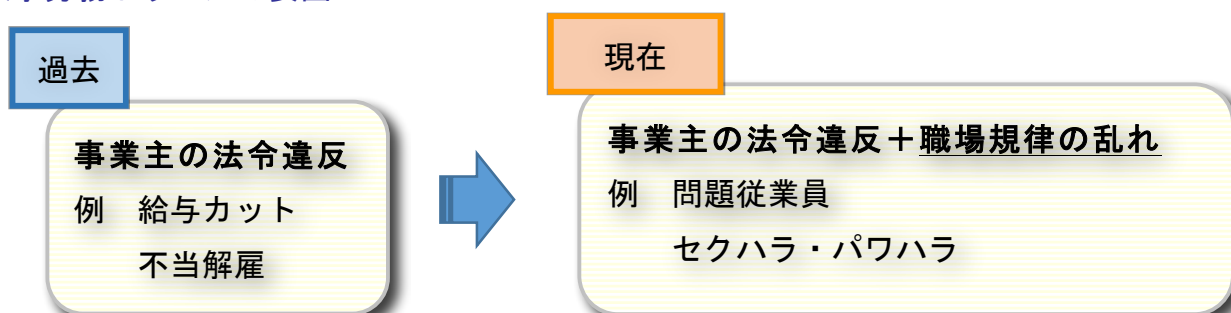 過去
事業主の法令違反
例　給与カット
不当解雇
現在
事業主の法令違反＋職場規律の乱れ
例　問題従業員
セクハラ・パワハラ